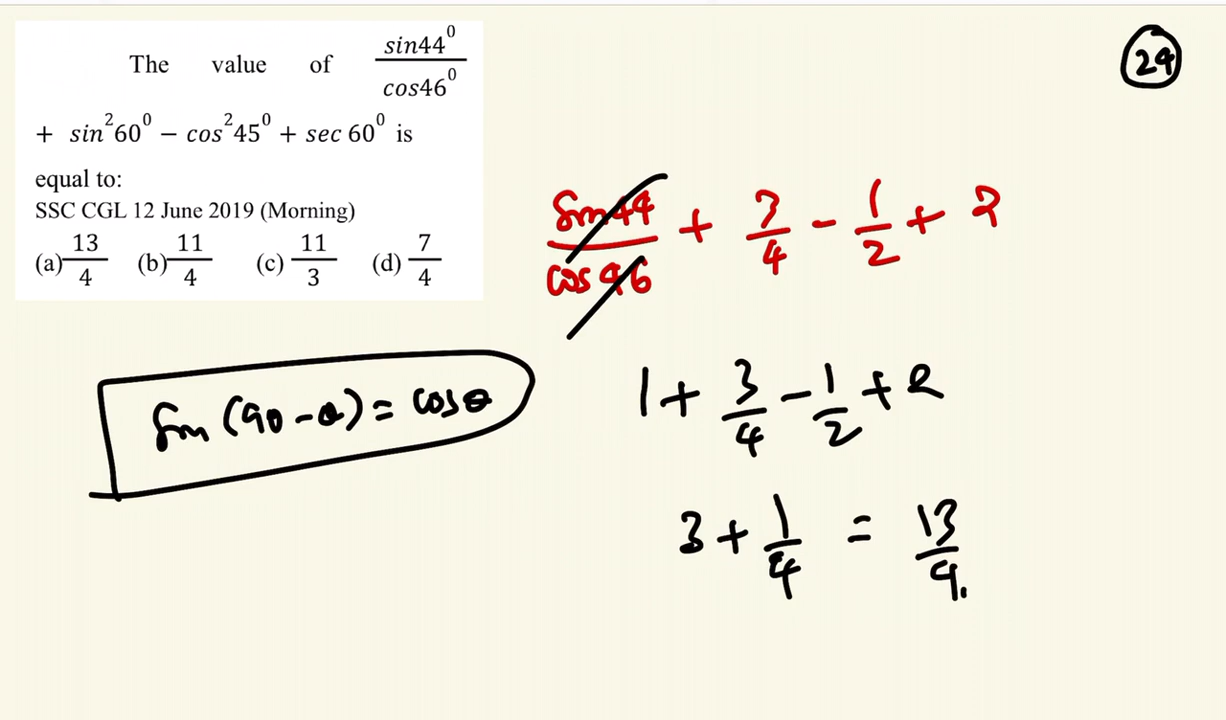 The value of sin44⁰/cos46⁰
+ sin²60⁰ − cos²45⁰ + sec 60⁰ is
equal to:
SSC CGL 12 June 2019 (Morning)
(a) 13/4 (b) 11/4 (c) 11/3 (d) 7/4
24
sin44/cos46 + 3/4 - 1/2 + 2
1 + 3/4 - 1/2 + 2
sin (90-θ) = cosθ
3 + 1/4 = 13/4.